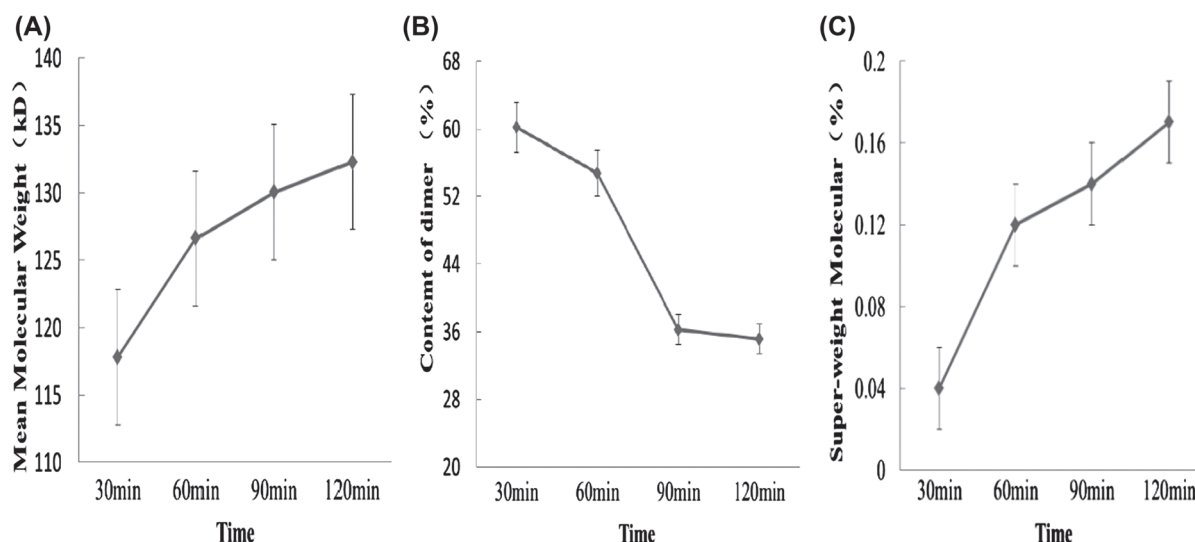 (A)
Mean Molecular Weight (kD)
140
135
130
125
120
115
110
30min 60min 90min 120min
Time
(B)
Contemt of dimer (%)
60
52
44
36
28
20
30min 60min 90min 120min
Time
(C)
Super-weight Molecular (%)
0.2
0.16
0.12
0.08
0.04
0
30min 60min 90min 120min
Time